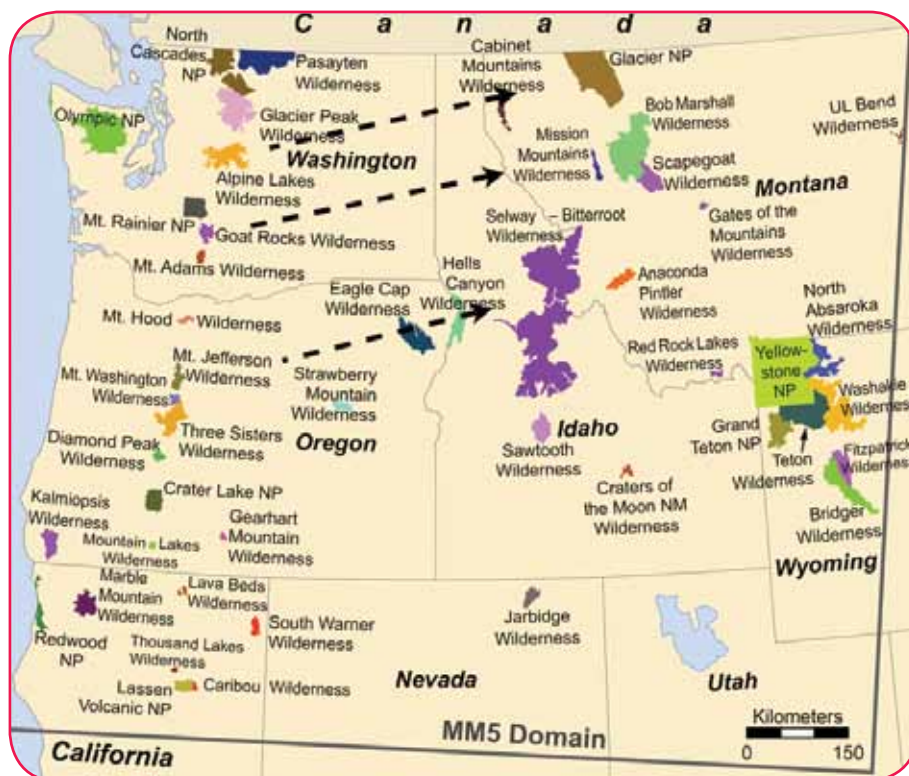 C a n a d a
North
Cascades
NP
Pasayten
Wilderness
Cabinet
Mountains
Wilderness
Glacier NP
Olympic NP
Glacier Peak
Wilderness
Washington
Bob Marshall
Wilderness
UL Bend
Wilderness
Mission
Mountains
Wilderness
Scapegoat
Wilderness
Montana
Alpine Lakes
Wilderness
Mt. Rainier NP
Goat Rocks Wilderness
Mt. Adams Wilderness
Selway – Bitterroot
Wilderness
Gates of the
Mountains
Wilderness
Eagle Cap
Wilderness
Hells
Canyon
Wilderness
Anaconda
Pintler
Wilderness
North
Absaroka
Wilderness
Mt. Hood Wilderness
Mt. Jefferson
Wilderness
Mt. Washington
Wilderness
Strawberry
Mountain
Wilderness
Red Rock Lakes
Wilderness
Yellow-
stone
NP
Washakie
Wilderness
Three Sisters
Wilderness
Oregon
Diamond Peak
Wilderness
Idaho
Sawtooth
Wilderness
Grand
Teton NP
Teton
Wilderness
Fitzpatrick
Wilderness
Crater Lake NP
Kalmiopsis
Wilderness
Mountain Lakes
Wilderness
Gearhart
Mountain
Wilderness
Craters of
the Moon NM
Wilderness
Bridger
Wilderness
Wyoming
Marble
Mountain
Wilderness
Lava Beds
Wilderness
Redwood
NP
South Warner
Wilderness
Jarbidge
Wilderness
Thousand Lakes
Wilderness
Lassen
Volcanic NP
Caribou Wilderness
Nevada
Utah
Kilometers
0 150
MM5 Domain
California